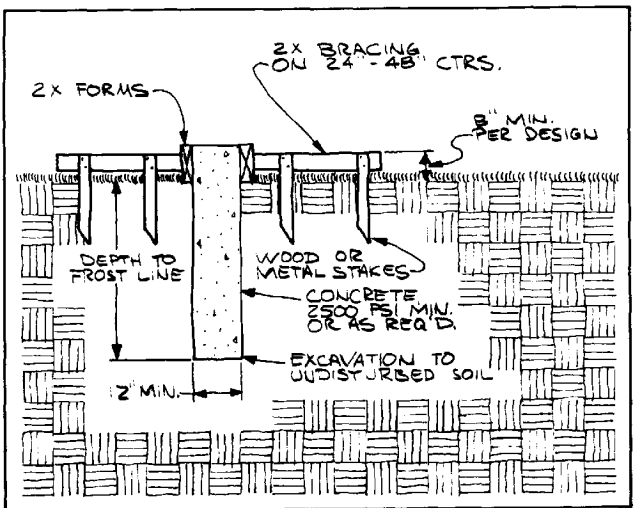 2X BRACING
ON 24"-48" CTRS.
2X FORMS
8" MIN.
PER DESIGN
DEPTH TO
FROST LINE
WOOD OR
METAL STAKES
CONCRETE
2500 PSI MIN.
OR AS REQ'D.
EXCAVATION TO
UNDISTURBED SOIL
12" MIN.